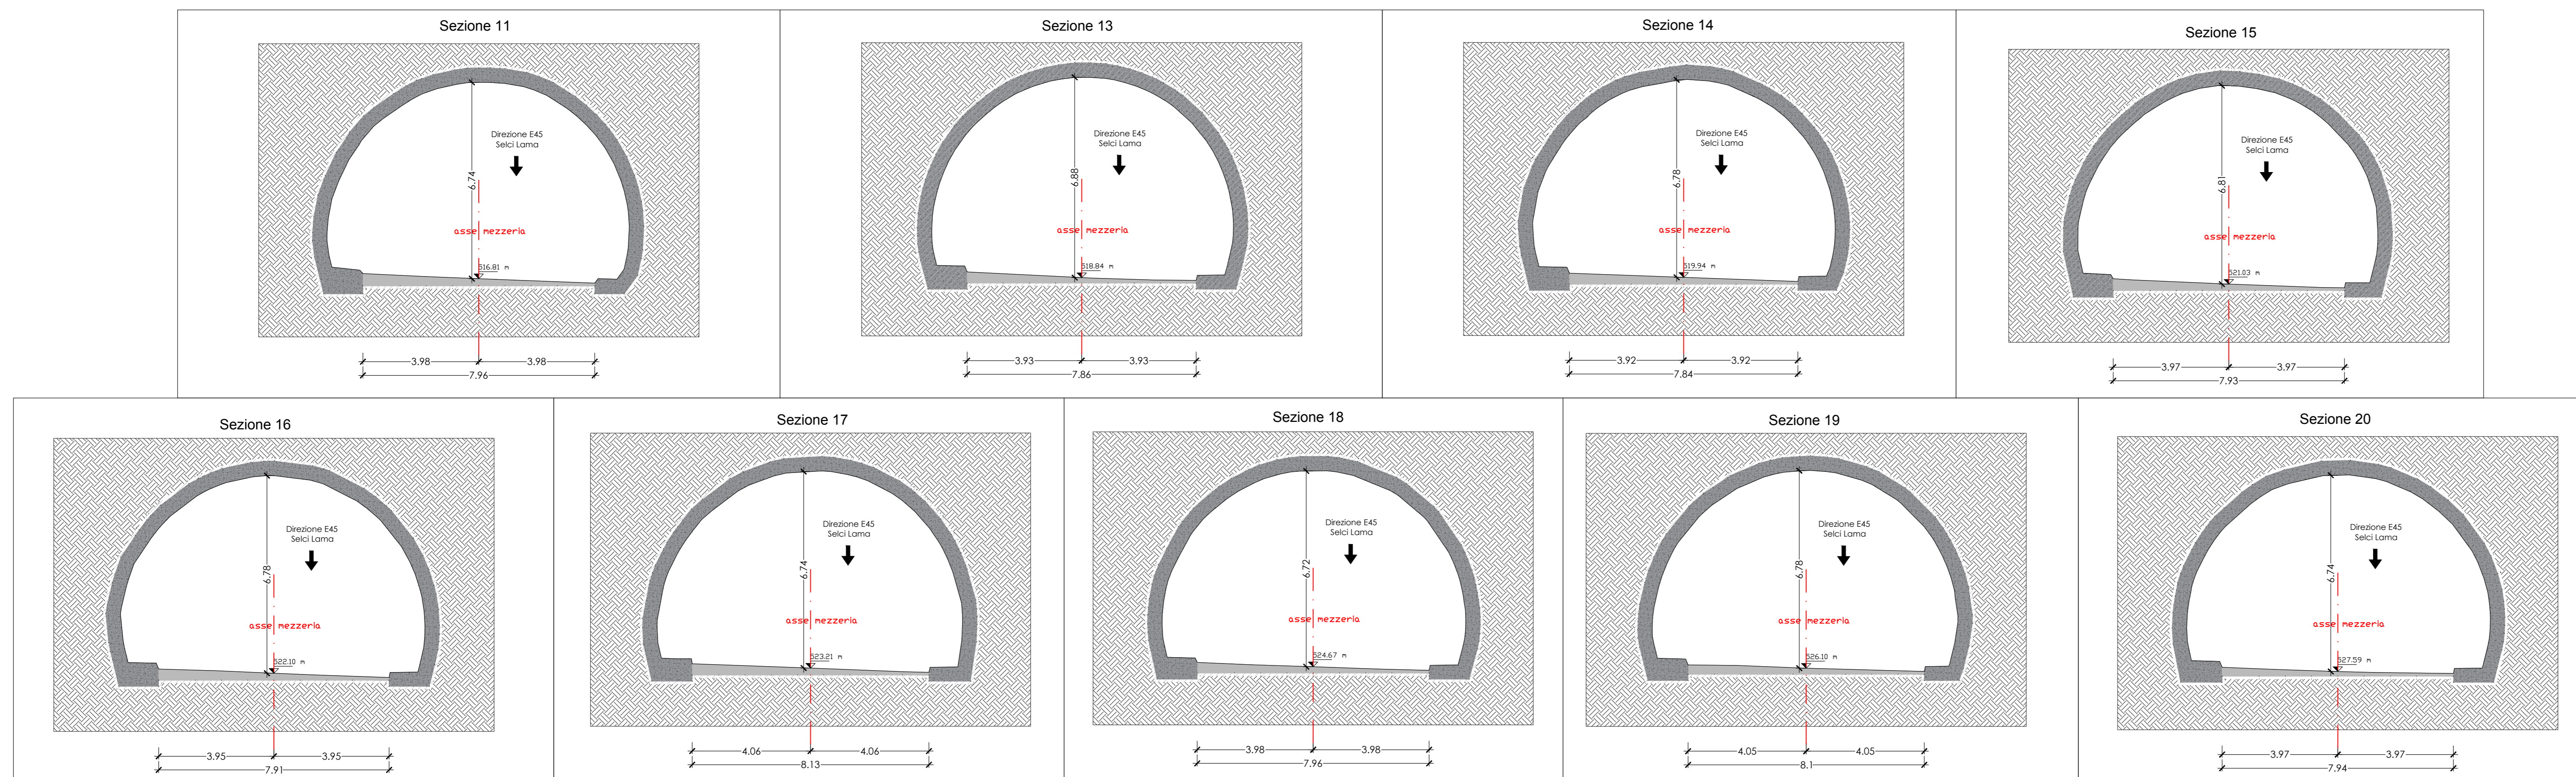 Sezione 11
Direzione E45
Selci Lama
6.74
asse mezzeria
516.81 m
3.98 3.98
7.96
Sezione 13
Direzione E45
Selci Lama
6.88
asse mezzeria
518.84 m
3.93 3.93
7.86
Sezione 14
Direzione E45
Selci Lama
6.78
asse mezzeria
519.94 m
3.92 3.92
7.84
Sezione 15
Direzione E45
Selci Lama
6.81
asse mezzeria
521.03 m
3.97 3.97
7.93
Sezione 16
Direzione E45
Selci Lama
6.78
asse mezzeria
522.10 m
3.95 3.95
7.91
Sezione 17
Direzione E45
Selci Lama
6.74
asse mezzeria
523.21 m
4.06 4.06
8.13
Sezione 18
Direzione E45
Selci Lama
6.72
asse mezzeria
524.67 m
3.98 3.98
7.96
Sezione 19
Direzione E45
Selci Lama
6.78
asse mezzeria
526.10 m
4.05 4.05
8.1
Sezione 20
Direzione E45
Selci Lama
6.74
asse mezzeria
527.59 m
3.97 3.97
7.94